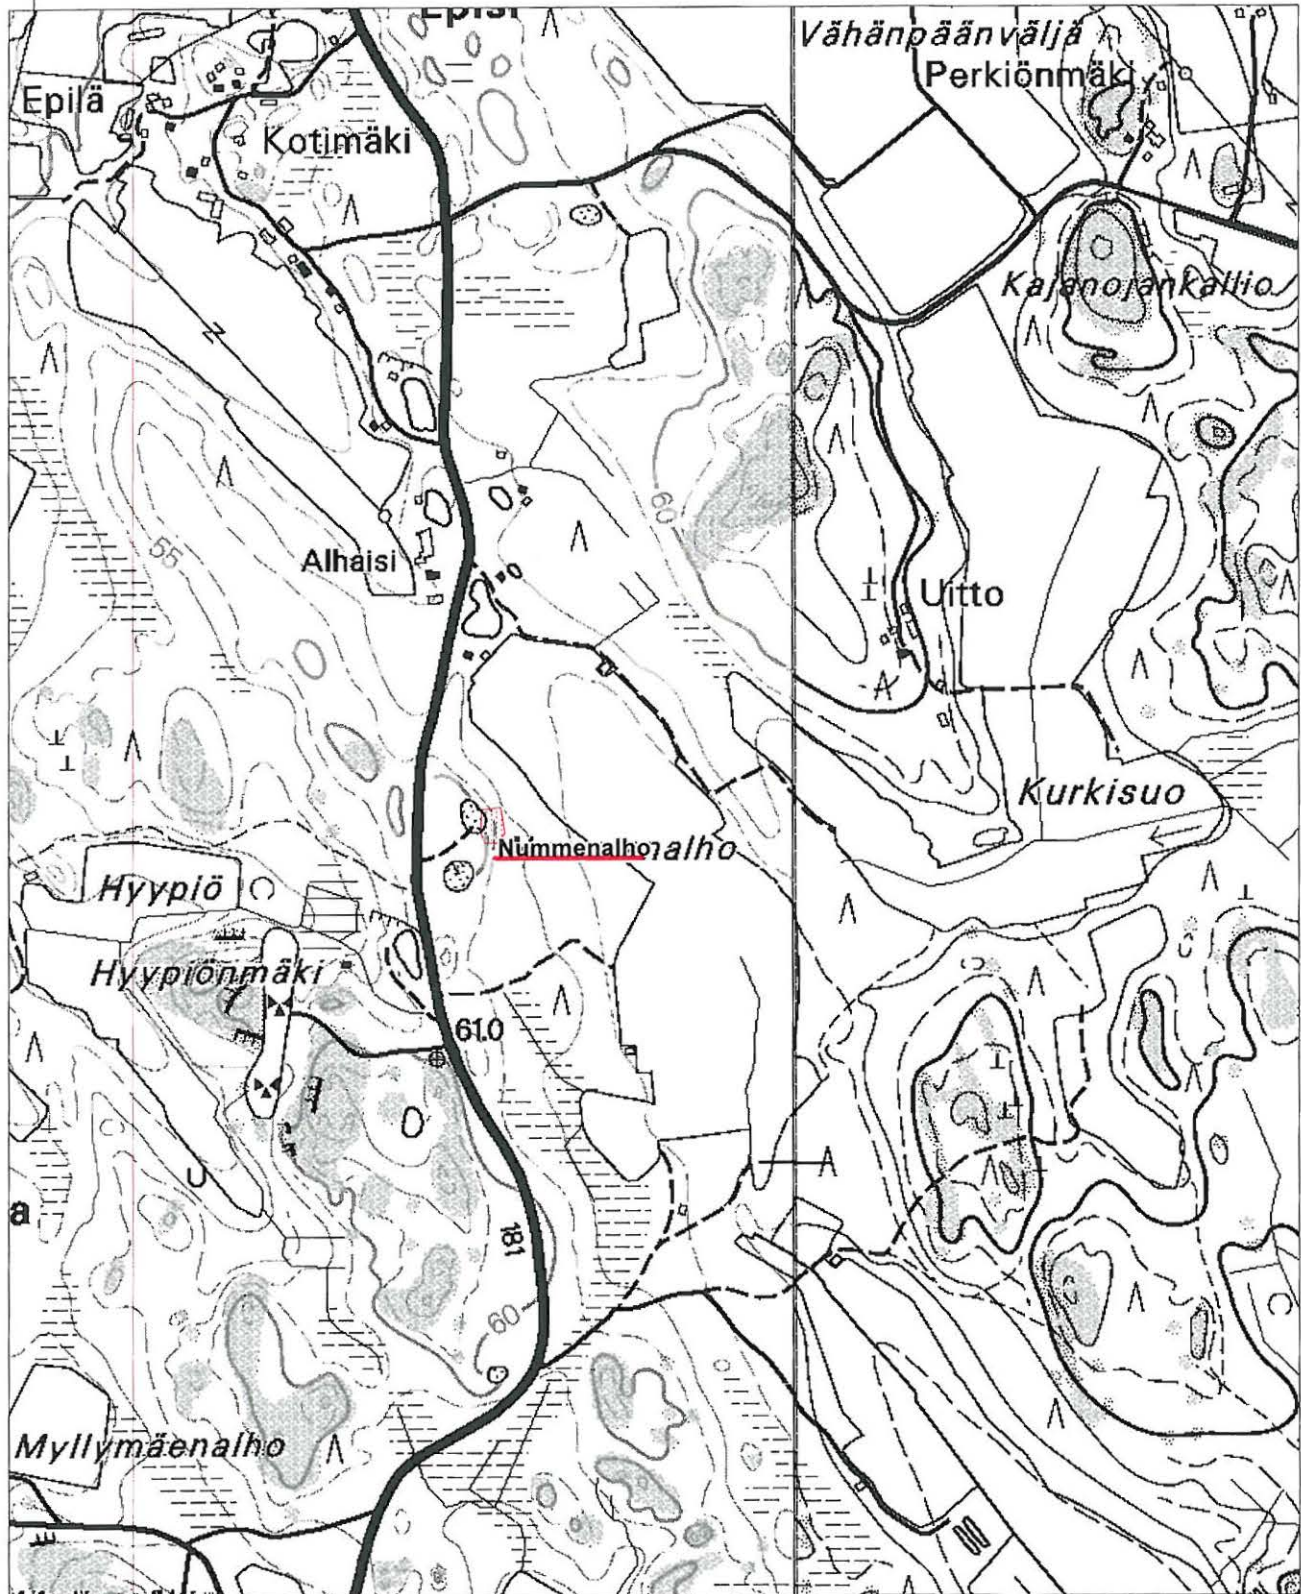 Episi
Vähänpäänväljä
Perkiönmäki
Epilä
Kotimäki
Kajanojankallio
60
55
Alhaisi
Uitto
Kurkisuo
Nummenalho
alho
Hyypiö
Hyypiönmäki
61.0
a
181
60
Myllymäenalho